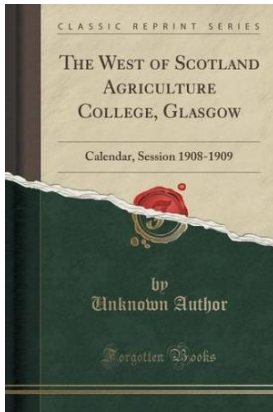 CLASSIC REPRINT SERIES
THE WEST OF SCOTLAND
AGRICULTURE
COLLEGE, GLASGOW
Calendar, Session 1908-1909
by
Unknown Author
Forgotten Books